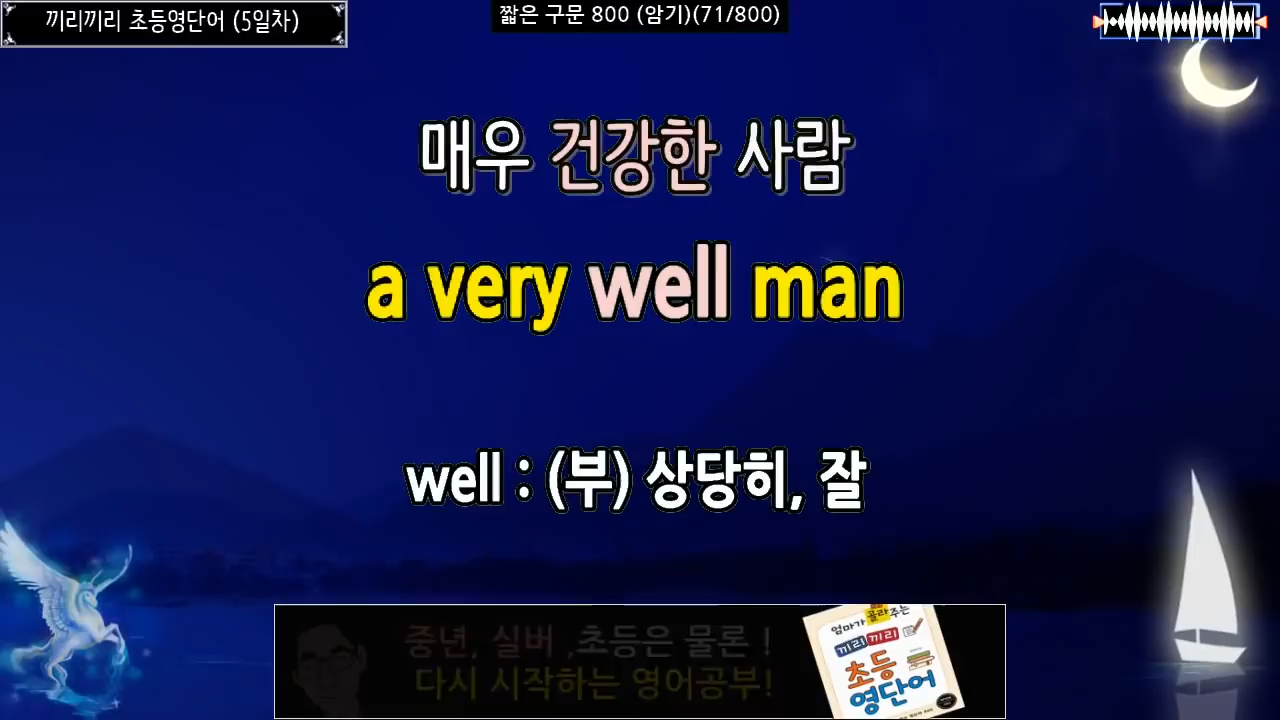 끼리끼리 초등영단어 (5일차)
짧은 구문 800 (암기)(71/800)
매우 건강한 사람
a very well man
well : (부) 상당히, 잘
중년, 실버 ,초등은 물론 !
다시 시작하는 영어공부!
엄마가 골라주는
끼리끼리
초등
영단어